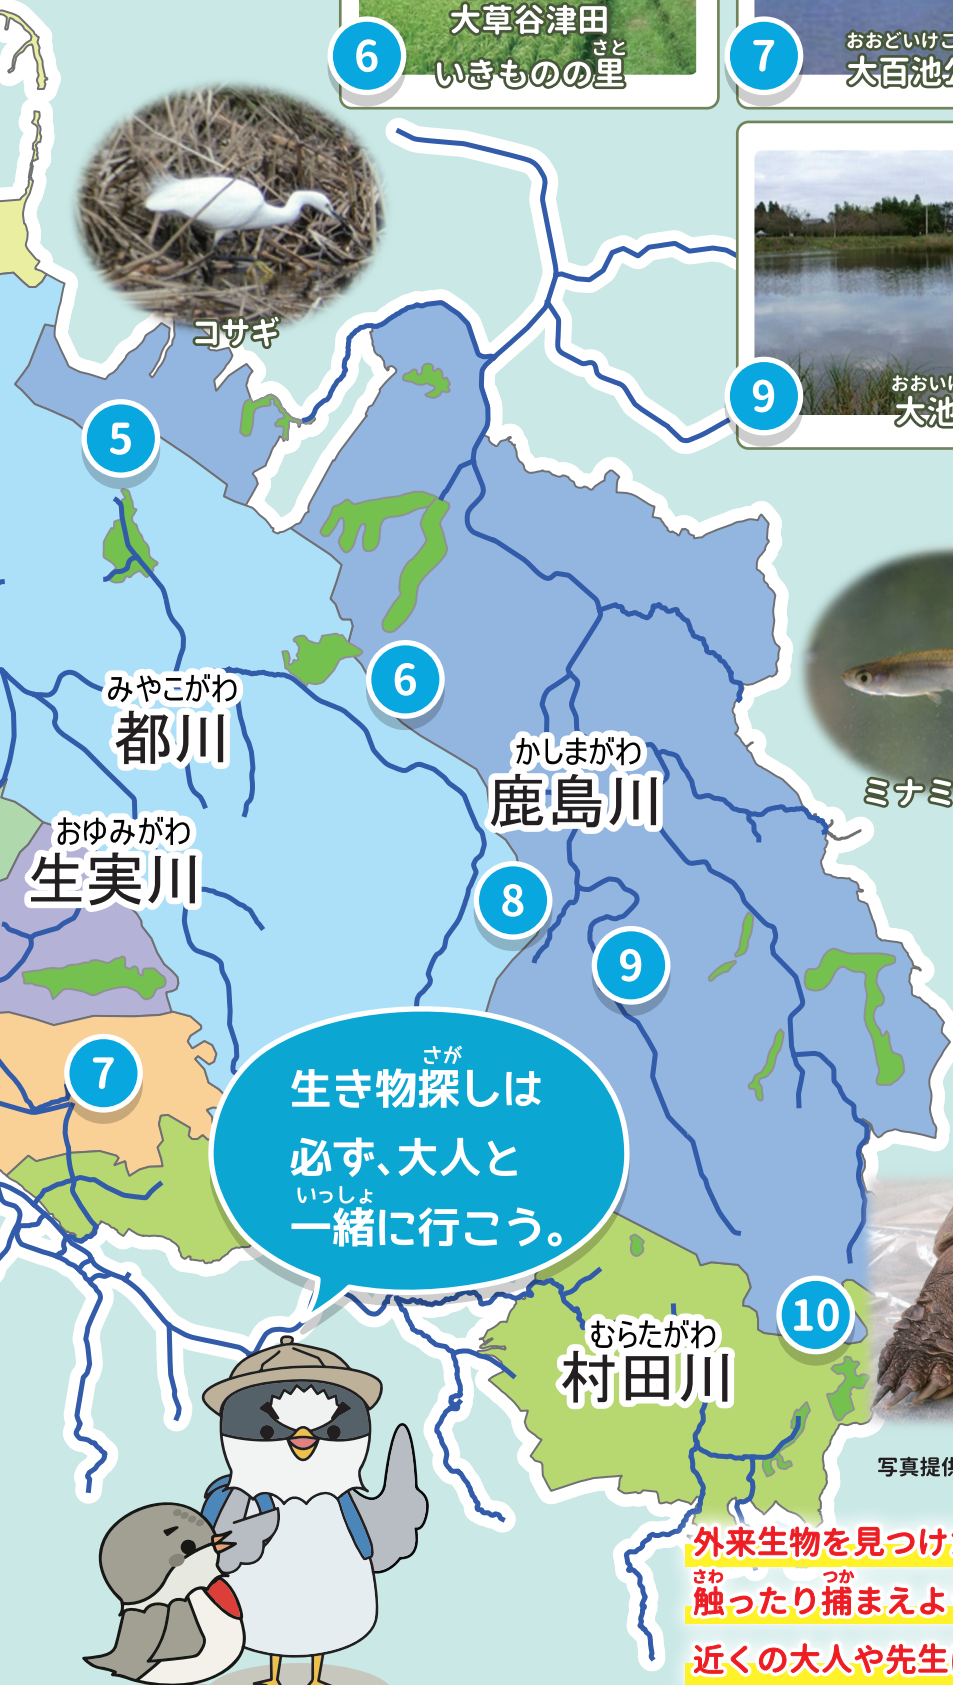 大草谷津田
さと
いきものの里
6
おおどいけこ
大百池公
7
コサギ
おおいけ
大池
9
5
6
みやこがわ
都川
かしまがわ
鹿島川
ミナミ
おゆみがわ
生実川
8
9
7
さが
生き物探しは
必ず、大人と
いっしょ
一緒に行こう。
10
むらたがわ
村田川
写真提供
外来生物を見つけ
さわ つか
触ったり捕まえよ
近くの大人や先生